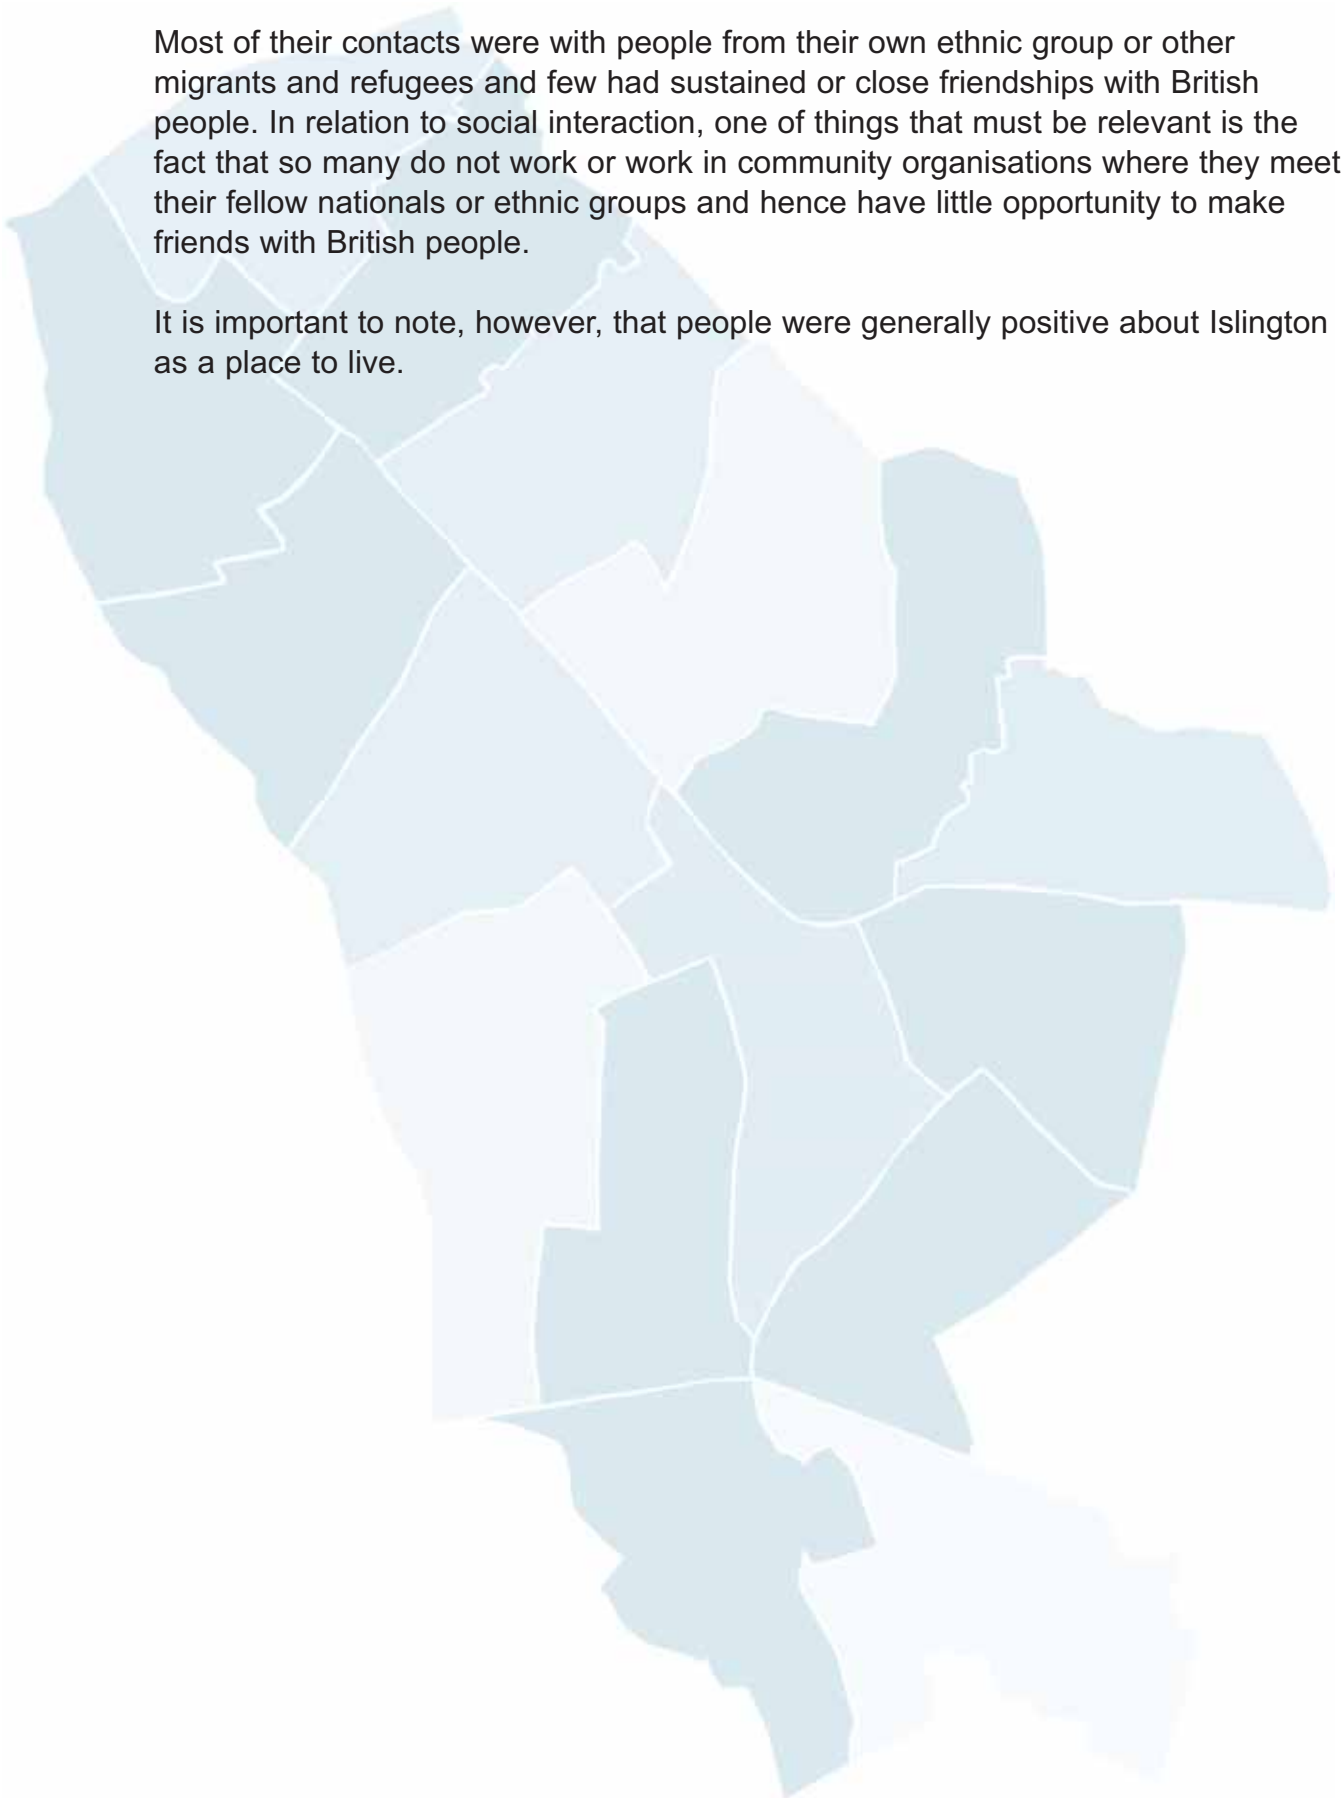 Most of their contacts were with people from their own ethnic group or other
migrants and refugees and few had sustained or close friendships with British
people. In relation to social interaction, one of things that must be relevant is the
fact that so many do not work or work in community organisations where they meet
their fellow nationals or ethnic groups and hence have little opportunity to make
friends with British people.
It is important to note, however, that people were generally positive about Islington
as a place to live.